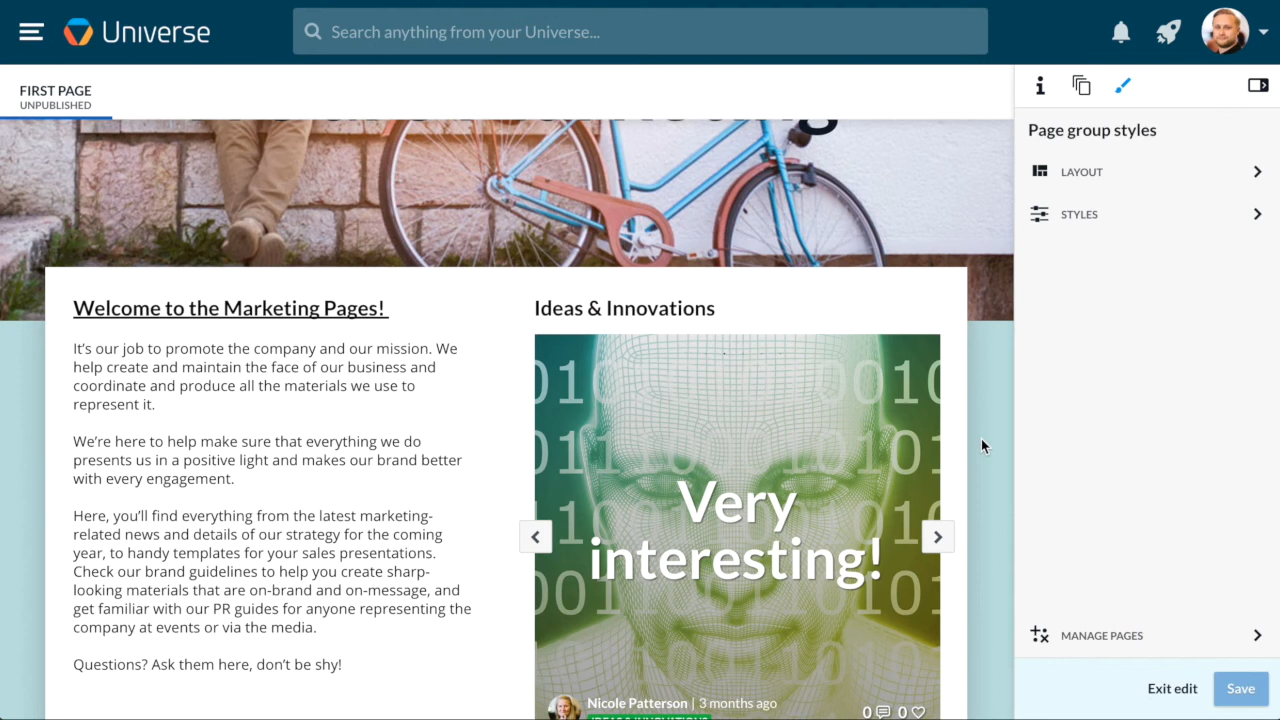 Universe
Search anything from your Universe...
FIRST PAGE
UNPUBLISHED
Page group styles
LAYOUT
STYLES
Welcome to the Marketing Pages!
It's our job to promote the company and our mission. We
help create and maintain the face of our business and
coordinate and produce all the materials we use to
represent it.
We're here to help make sure that everything we do
presents us in a positive light and makes our brand better
with every engagement.
Here, you'll find everything from the latest marketing-
related news and details of our strategy for the coming
year, to handy templates for your sales presentations.
Check our brand guidelines to help you create sharp-
looking materials that are on-brand and on-message, and
get familiar with our PR guides for anyone representing the
company at events or via the media.
Questions? Ask them here, don't be shy!
Ideas & Innovations
Very
interesting!
Nicole Patterson | 3 months ago
0 0
IDEAS & INNOVATIONS
MANAGE PAGES
Exit edit
Save